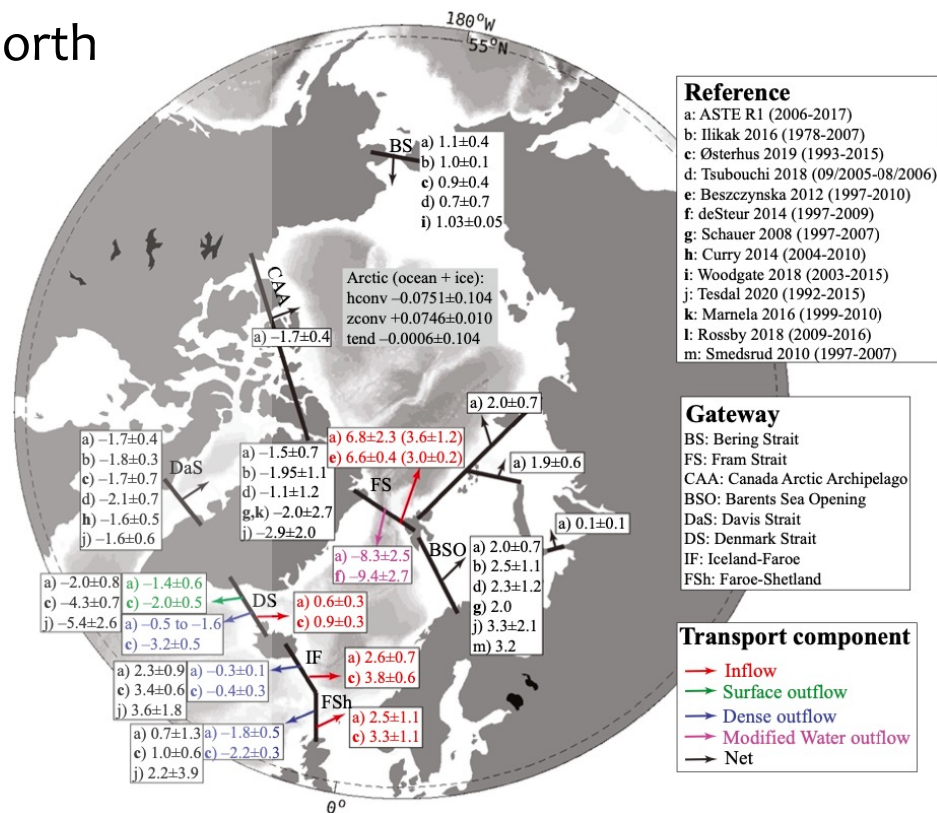 orth
180°W
55°N
BS
a) 1.1±0.4
b) 1.0±0.1
c) 0.9±0.4
d) 0.7±0.7
i) 1.03±0.05
CAA
a) −1.7±0.4
Arctic (ocean + ice):
hconv −0.0751±0.104
zconv +0.0746±0.010
tend −0.0006±0.104
a) 2.0±0.7
a) 1.9±0.6
a) 0.1±0.1
a) −1.7±0.4
b) −1.8±0.3
c) −1.7±0.7
d) −2.1±0.7
h) −1.6±0.5
j) −1.6±0.6
DaS
a) −1.5±0.7
b) −1.95±1.1
d) −1.1±1.2
g,k) −2.0±2.7
j) −2.9±2.0
a) 6.8±2.3 (3.6±1.2)
e) 6.6±0.4 (3.0±0.2)
FS
a) −8.3±2.5
f) −9.4±2.7
BSO
a) 2.0±0.7
b) 2.5±1.1
d) 2.3±1.2
g) 2.0
j) 3.3±2.1
m) 3.2
a) −2.0±0.8
c) −4.3±0.7
j) −5.4±2.6
a) −1.4±0.6
c) −2.0±0.5
a) −0.5 to −1.6
c) −3.2±0.5
DS
a) 0.6±0.3
c) 0.9±0.3
a) 2.3±0.9
c) 3.4±0.6
j) 3.6±1.8
a) −0.3±0.1
c) −0.4±0.3
IF
a) 2.6±0.7
c) 3.8±0.6
a) 0.7±1.3
c) 1.0±0.6
j) 2.2±3.9
a) −1.8±0.5
c) −2.2±0.3
FSh
a) 2.5±1.1
c) 3.3±1.1
0°
Reference
a: ASTE R1 (2006-2017)
b: Ilikak 2016 (1978-2007)
c: Østerhus 2019 (1993-2015)
d: Tsubouchi 2018 (09/2005-08/2006)
e: Beszczynska 2012 (1997-2010)
f: deSteur 2014 (1997-2009)
g: Schauer 2008 (1997-2007)
h: Curry 2014 (2004-2010)
i: Woodgate 2018 (2003-2015)
j: Tesdal 2020 (1992-2015)
k: Marnela 2016 (1999-2010)
l: Rossby 2018 (2009-2016)
m: Smedsrud 2010 (1997-2007)
Gateway
BS: Bering Strait
FS: Fram Strait
CAA: Canada Arctic Archipelago
BSO: Barents Sea Opening
DaS: Davis Strait
DS: Denmark Strait
IF: Iceland-Faroe
FSh: Faroe-Shetland
Transport component
Inflow
Surface outflow
Dense outflow
Modified Water outflow
Net